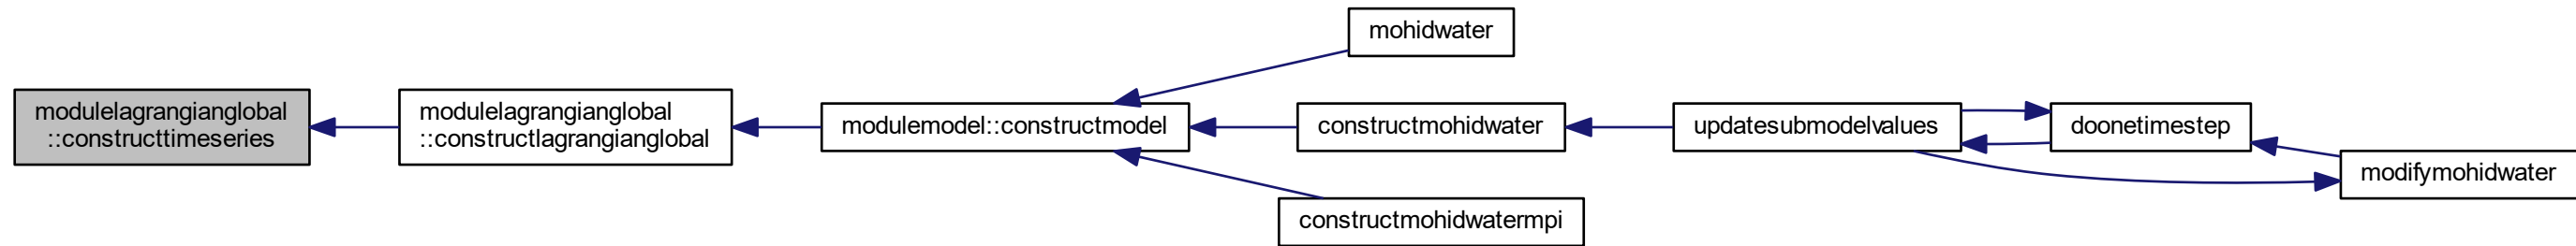 modulelagrangianglobal
::constructtimeseries
modulelagrangianglobal
::constructlagrangianglobal
modulemodel::constructmodel
mohidwater
constructmohidwater
constructmohidwatermpi
updatesubmodelvalues
doonetimestep
modifymohidwater